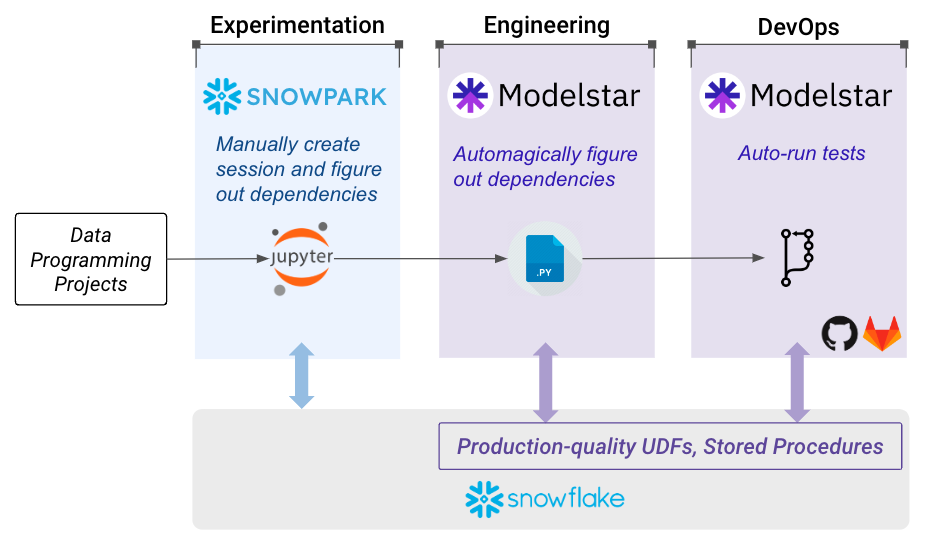 Experimentation
Engineering
DevOps
SNOWPARK
Modelstar
Modelstar
Manually create
session and figure
out dependencies
Automagically figure
out dependencies
Auto-run tests
Data
Programming
Projects
jupyter
.PY
Production-quality UDFs, Stored Procedures
snowflake